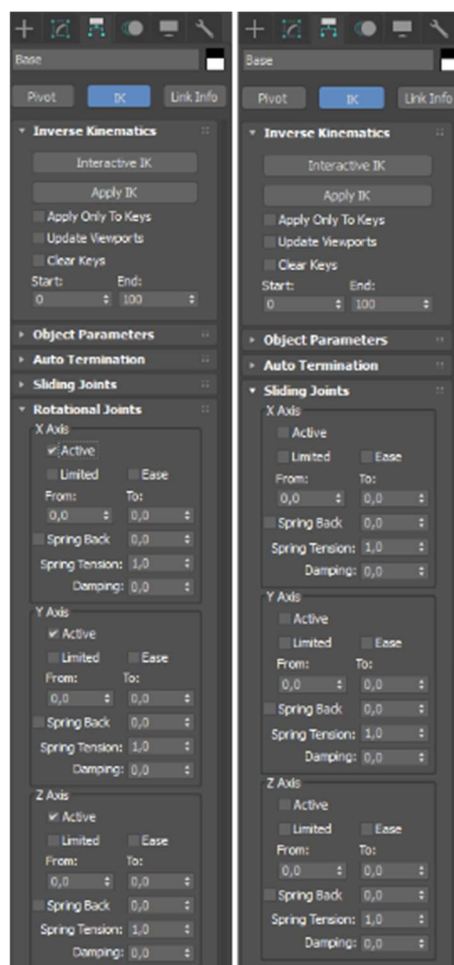 Base
Pivot IK Link Info
Inverse Kinematics
Interactive IK
Apply IK
Apply Only To Keys
Update Viewports
Clear Keys
Start: End:
0 100
Object Parameters
Auto Termination
Sliding Joints
Rotational Joints
X Axis
Active
Limited Ease
From: To:
0,0 0,0
Spring Back 0,0
Spring Tension: 1,0
Damping: 0,0
Y Axis
Active
Limited Ease
From: To:
0,0 0,0
Spring Back 0,0
Spring Tension: 1,0
Damping: 0,0
Z Axis
Active
Limited Ease
From: To:
0,0 0,0
Spring Back 0,0
Spring Tension: 1,0
Damping: 0,0
Base
Pivot IK Link Info
Inverse Kinematics
Interactive IK
Apply IK
Apply Only To Keys
Update Viewports
Clear Keys
Start: End:
0 100
Object Parameters
Auto Termination
Sliding Joints
X Axis
Active
Limited Ease
From: To:
0,0 0,0
Spring Back 0,0
Spring Tension: 1,0
Damping: 0,0
Y Axis
Active
Limited Ease
From: To:
0,0 0,0
Spring Back 0,0
Spring Tension: 1,0
Damping: 0,0
Z Axis
Active
Limited Ease
From: To:
0,0 0,0
Spring Back 0,0
Spring Tension: 1,0
Damping: 0,0